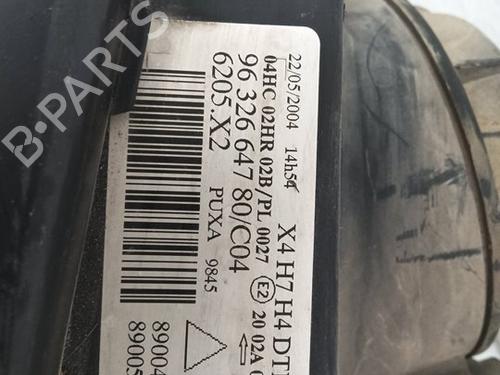 22/05/2004 14h54 X4 H7 H4
04HC 02HR 02B/PL 0027 E2 20 02A
96 326 647 80/C04
6205.X2
PUXA 9845
8900
8900
B-PARTS